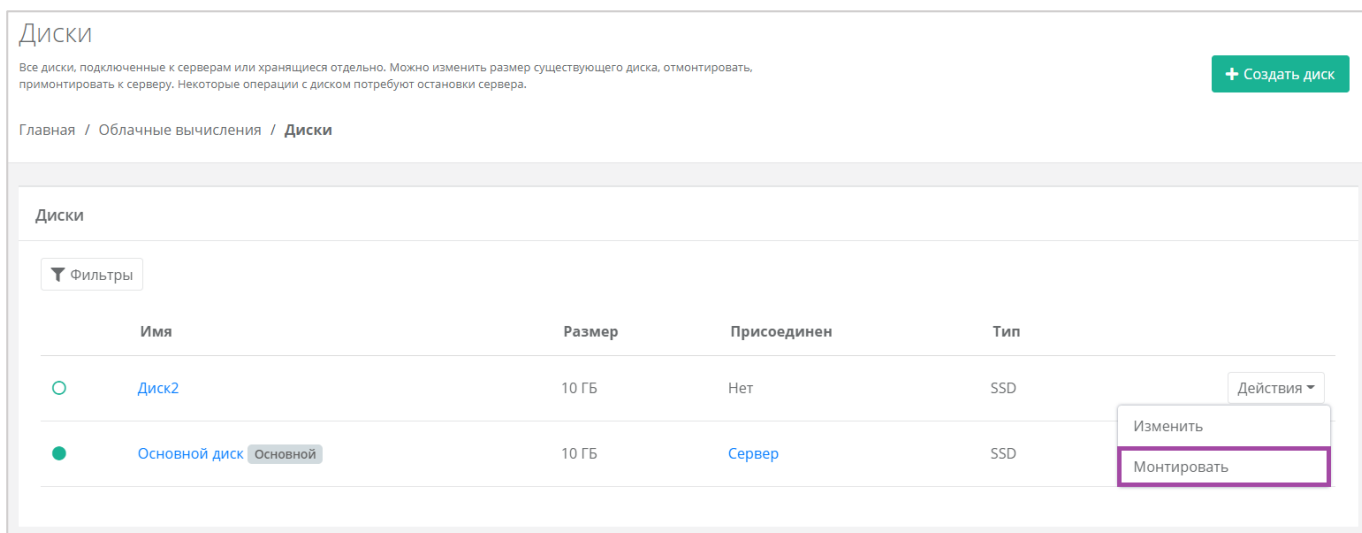 Диски
Все диски, подключенные к серверам или хранящиеся отдельно. Можно изменить размер существующего диска, отмонтировать,
примонтировать к серверу. Некоторые операции с диском потребуют остановки сервера.
+ Создать диск
Главная / Облачные вычисления / Диски
Диски
Фильтры
Имя Размер Присоединен Тип
Диск2 10 ГБ Нет SSD Действия
Изменить
Основной диск Основной 10 ГБ Сервер SSD
Монтировать